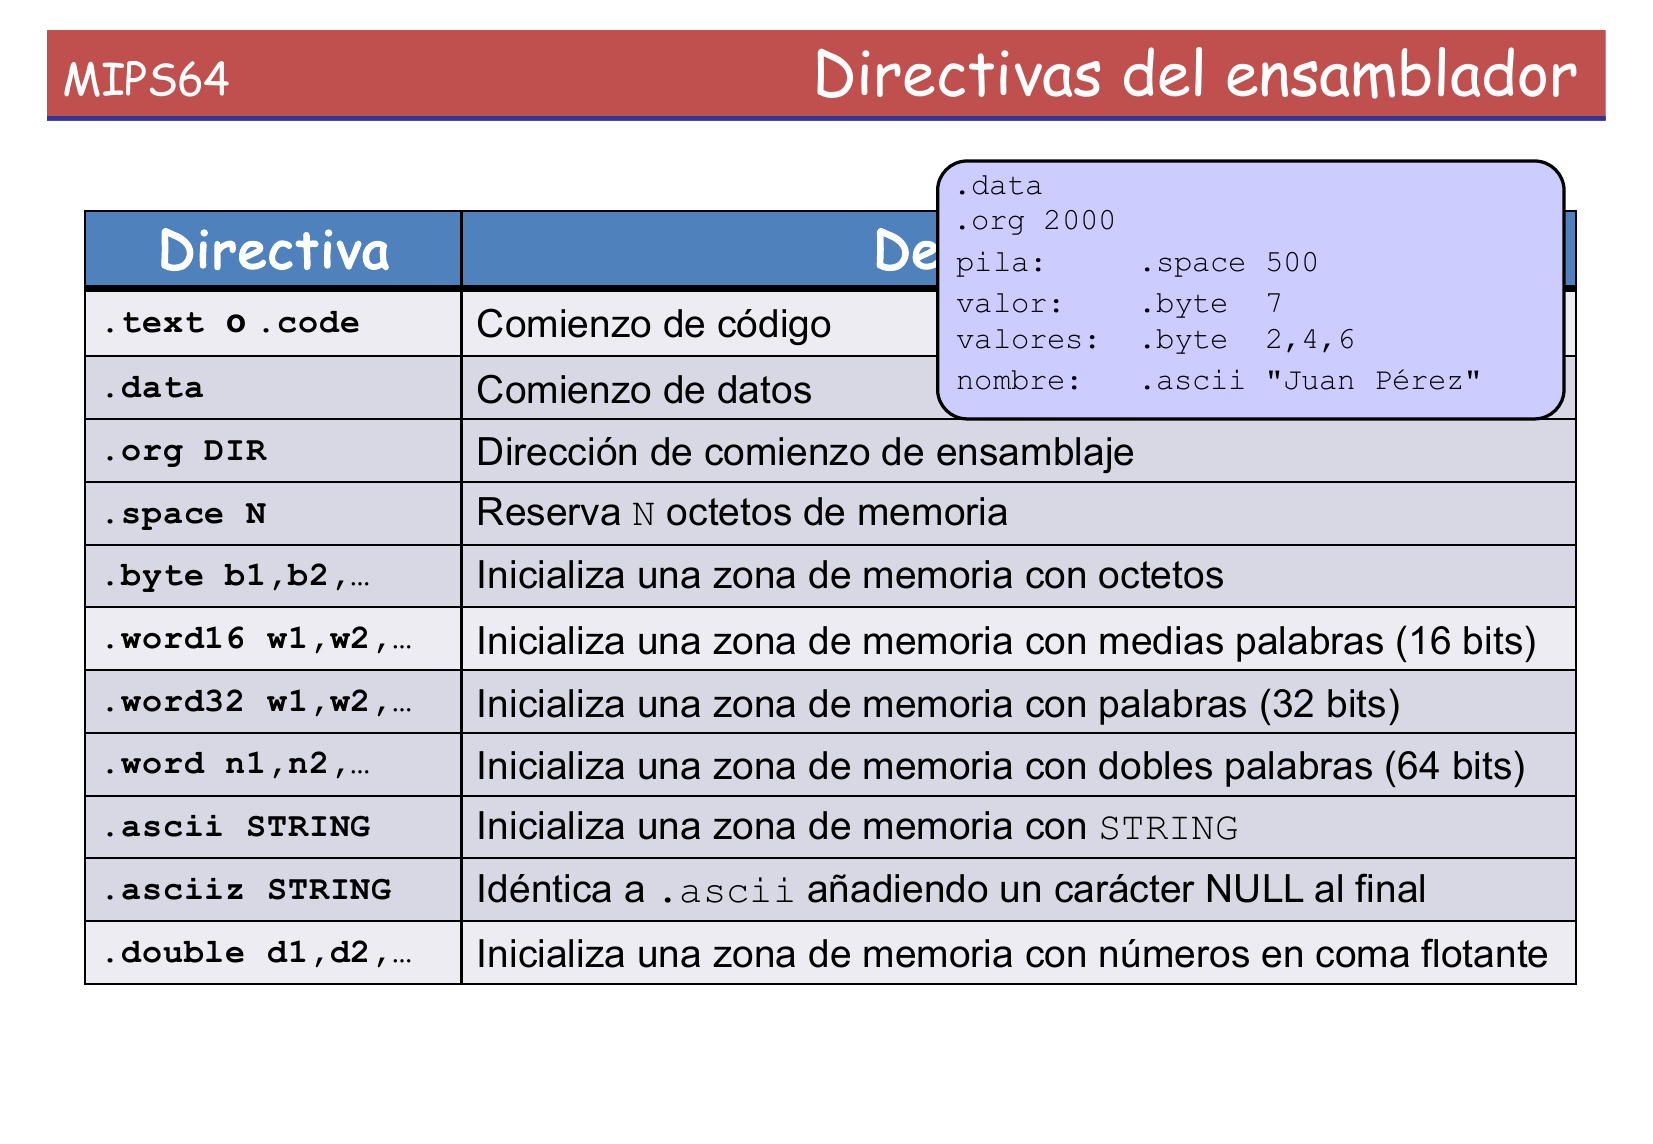 MIPS64 Directivas del ensamblador
.data
.org 2000
pila: .space 500
valor: .byte 7
valores: .byte 2,4,6
nombre: .ascii "Juan Pérez"
Directiva
.text o .code Comienzo de código
.data Comienzo de datos
.org DIR Dirección de comienzo de ensamblaje
.space N Reserva N octetos de memoria
.byte b1,b2,… Inicializa una zona de memoria con octetos
.word16 w1,w2,… Inicializa una zona de memoria con medias palabras (16 bits)
.word32 w1,w2,… Inicializa una zona de memoria con palabras (32 bits)
.word n1,n2,… Inicializa una zona de memoria con dobles palabras (64 bits)
.ascii STRING Inicializa una zona de memoria con STRING
.asciiz STRING Idéntica a .ascii añadiendo un carácter NULL al final
.double d1,d2,… Inicializa una zona de memoria con números en coma flotante